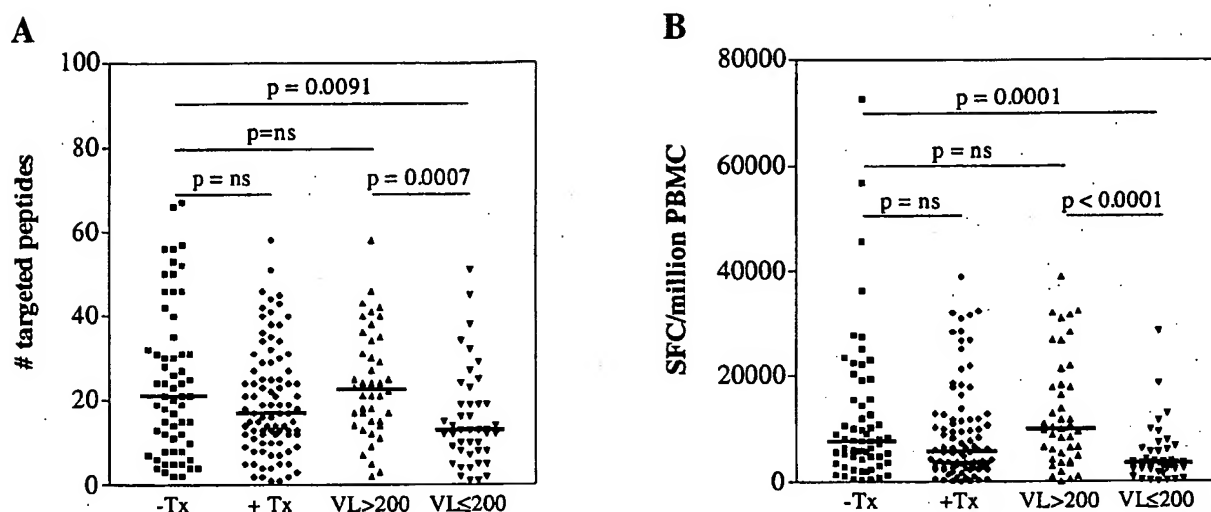 A
# targeted peptides
100
80
60
40
20
0
p = 0.0091
p=ns
p = ns
p = 0.0007
-Tx
+ Tx
VL>200
VL≤200
B
SFC/million PBMC
80000
60000
40000
20000
0
p = 0.0001
p = ns
p = ns
p < 0.0001
-Tx
+Tx
VL>200
VL≤200